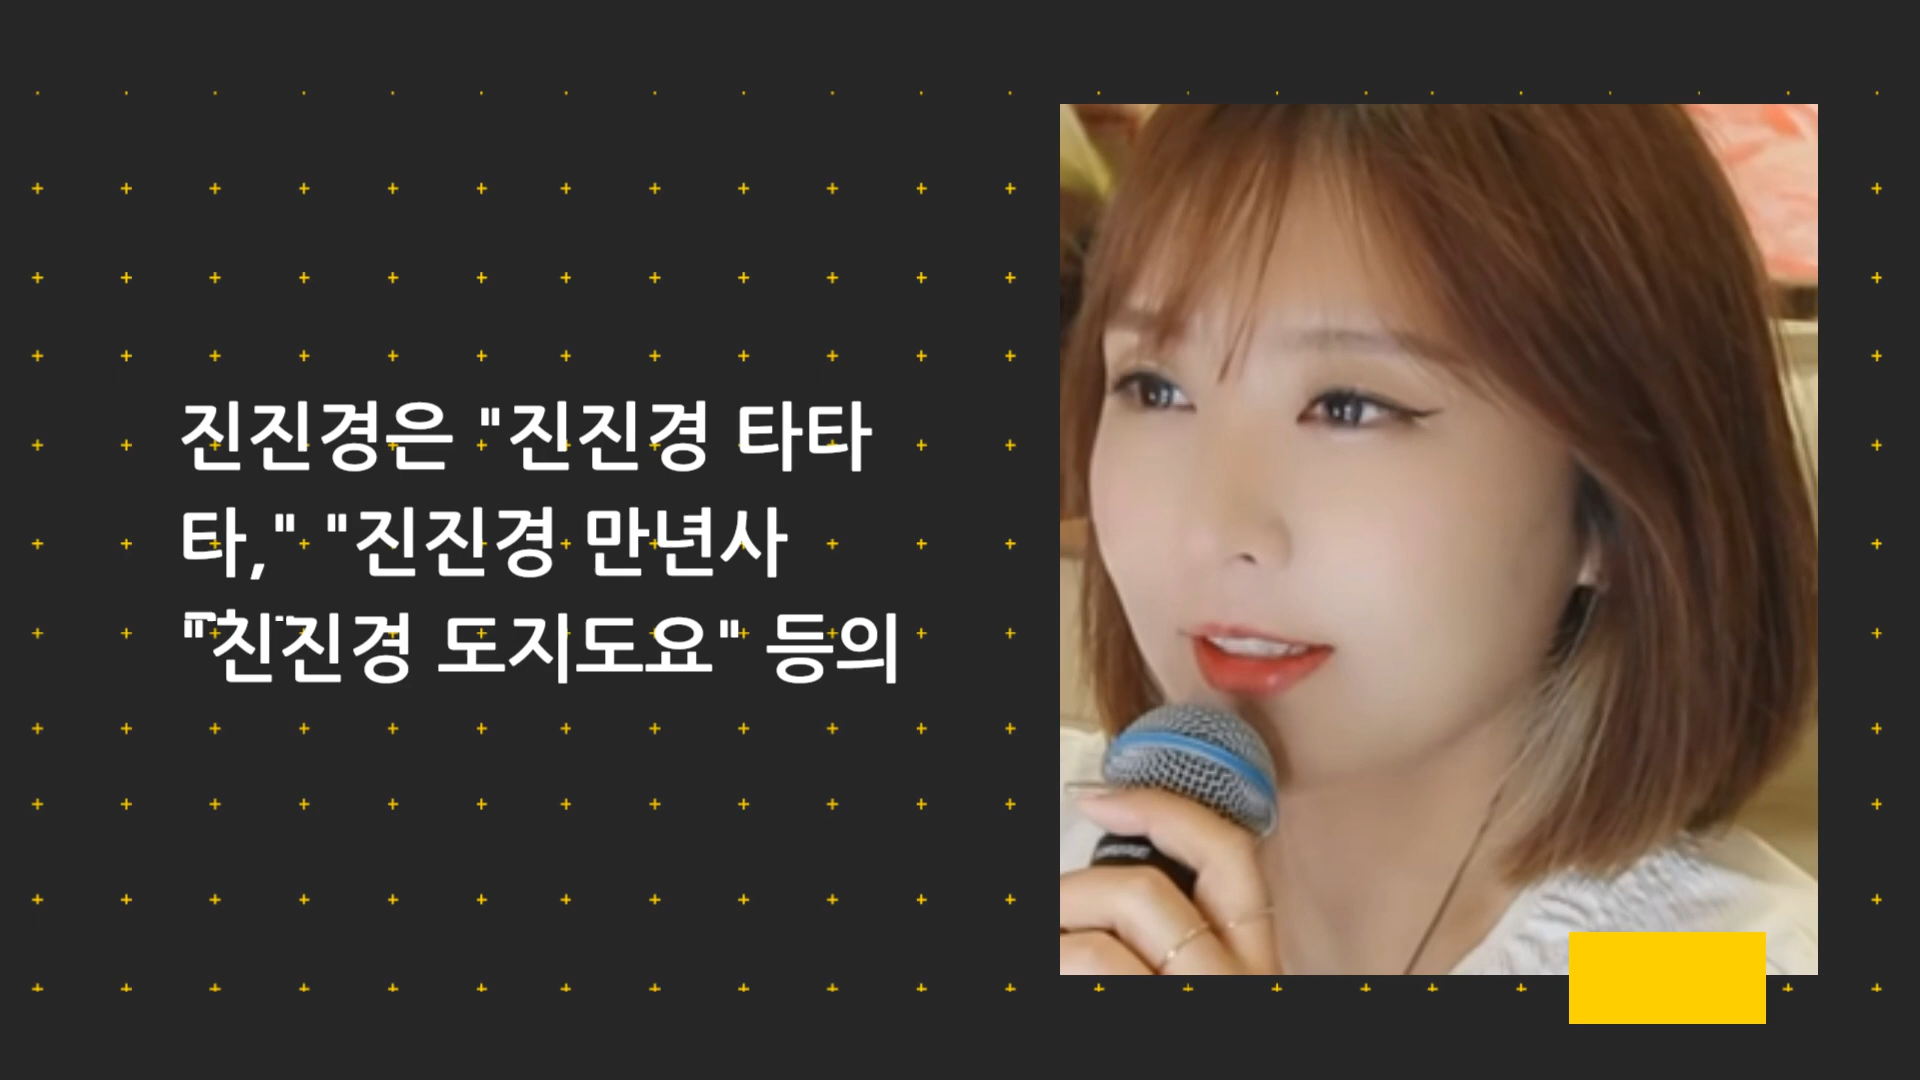 진진경은 "진진경 타타
타," "진진경 만년사
"진진경 도지도요" 등의